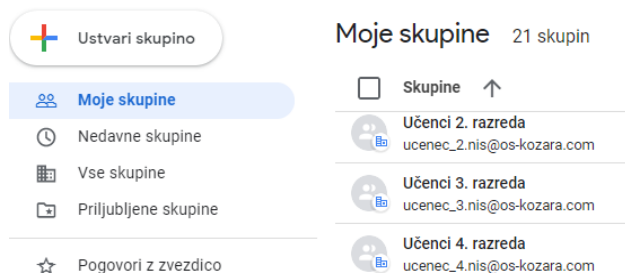 Ustvari skupino
Moje skupine
Nedavne skupine
Vse skupine
Priljubljene skupine
Pogovori z zvezdico
Moje skupine 21 skupin
Skupine
Učenci 2. razreda
ucenec_2.nis@os-kozara.com
Učenci 3. razreda
ucenec_3.nis@os-kozara.com
Učenci 4. razreda
ucenec_4.nis@os-kozara.com